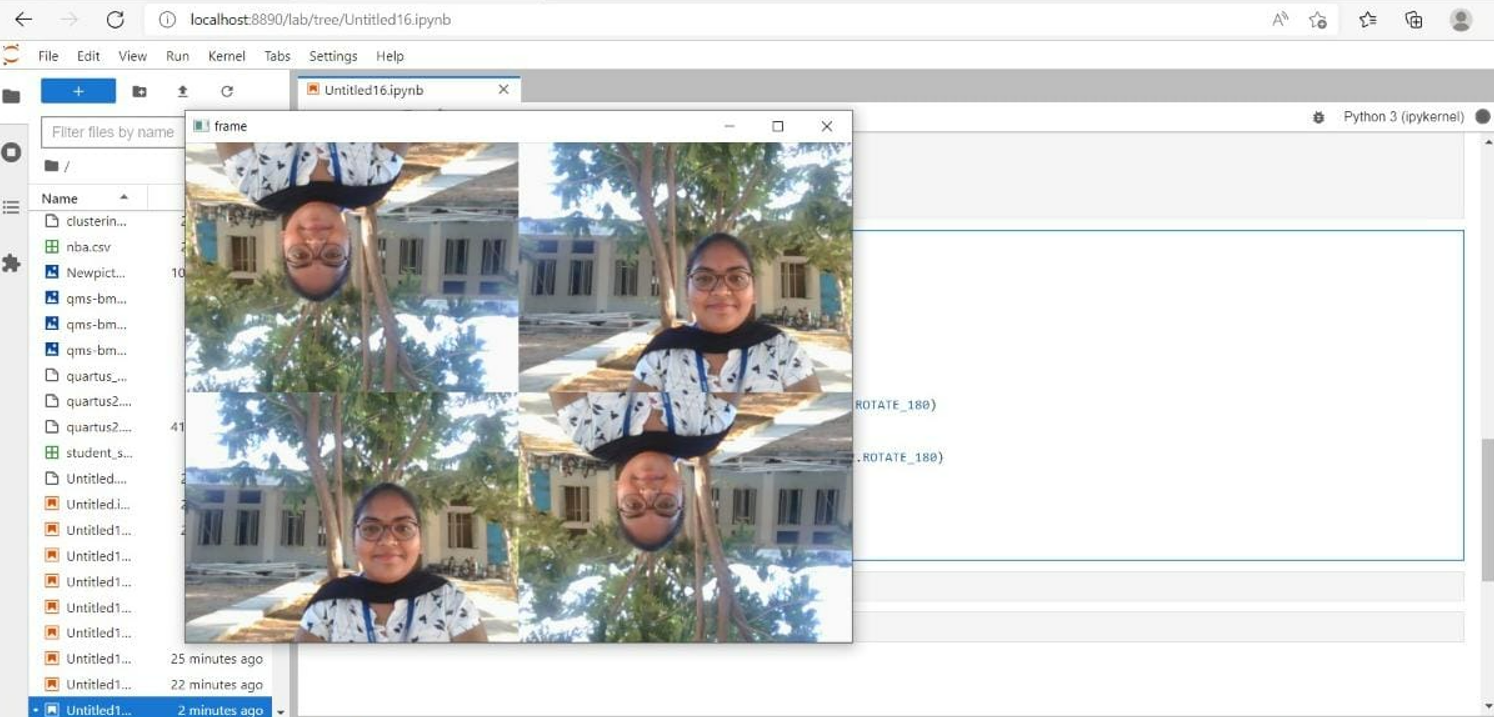 localhost:8890/lab/tree/Untitled16.ipynb
File Edit View Run Kernel Tabs Settings Help
Untitled16.ipynb
Filter files by name
frame
Python 3 (ipykernel)
/
Name
clusterin...
nba.csv
Newpict... 10
qms-bm...
qms-bm...
qms-bm...
quartus_...
quartus2....
quartus2.... 41
student_s...
Untitled....
Untitled.i...
Untitled1...
Untitled1...
Untitled1...
Untitled1...
Untitled1...
Untitled1... 25 minutes ago
Untitled1... 22 minutes ago
Untitled1... 2 minutes ago
ROTATE_180)
.ROTATE_180)